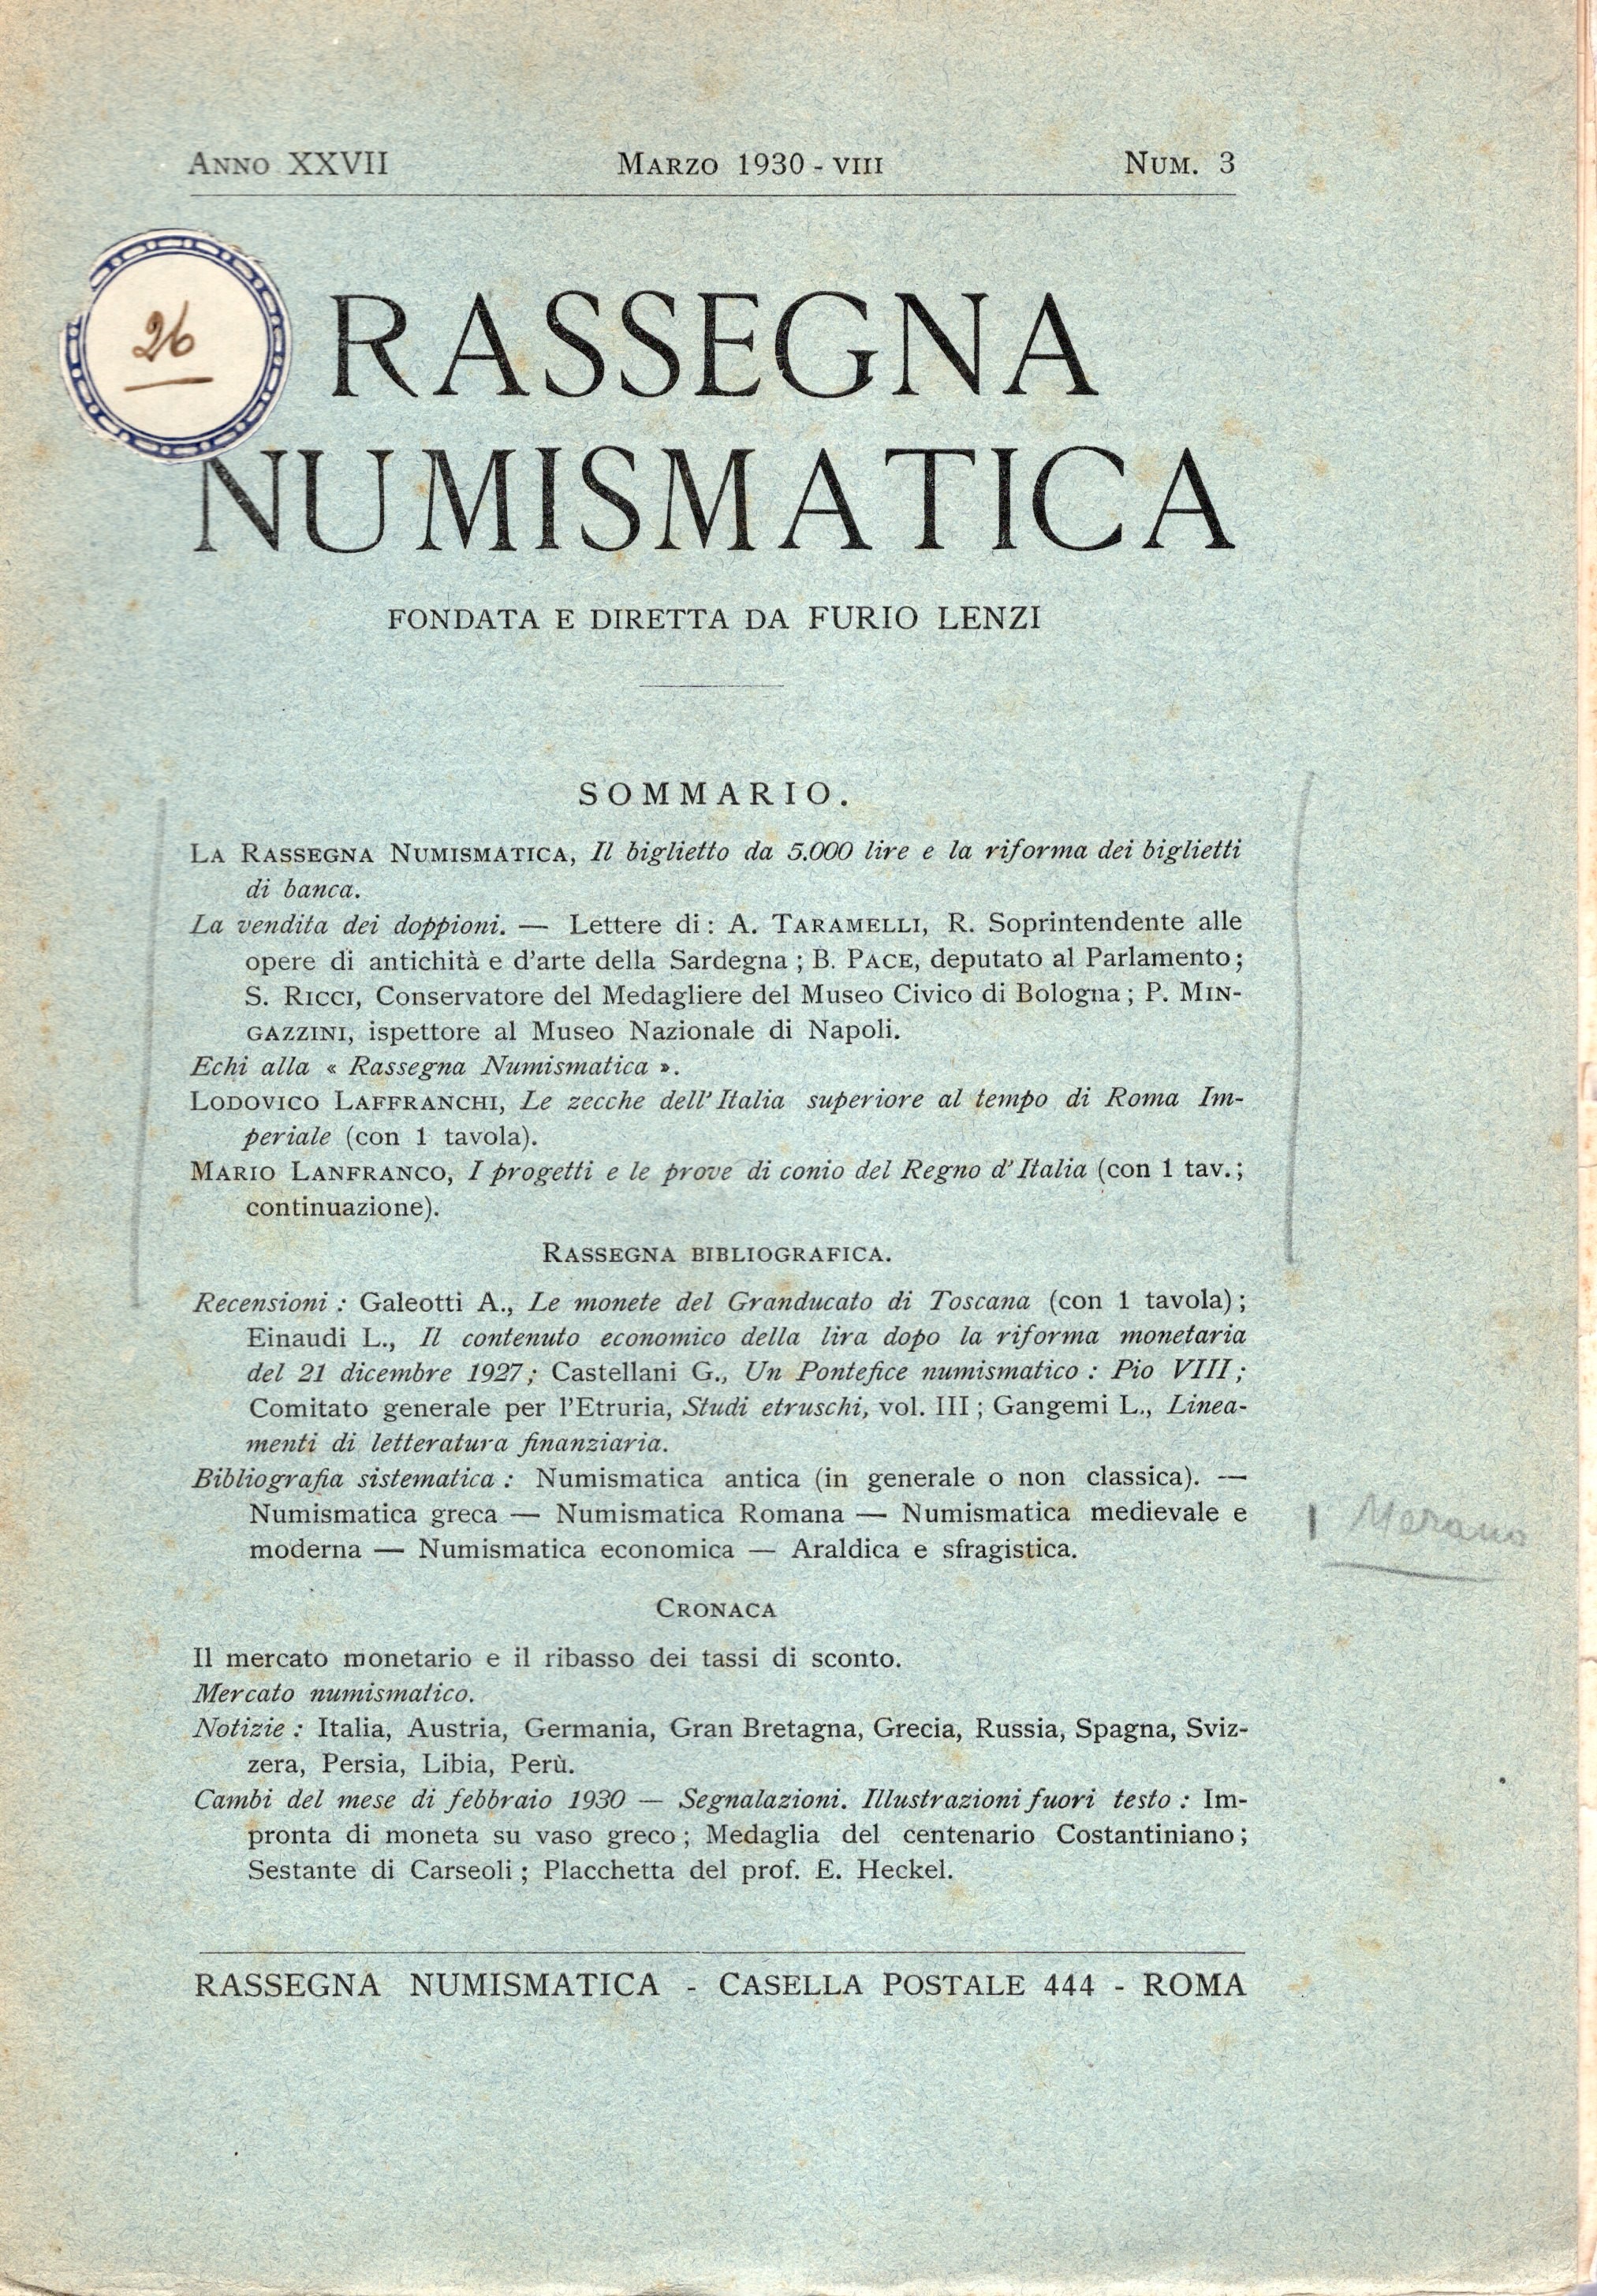 ANNO XXVII MARZO 1930 - VIII NUM. 3
26
RASSEGNA
NUMISMATICA
FONDATA E DIRETTA DA FURIO LENZI
SOMMARIO.
LA RASSEGNA NUMISMATICA, Il biglietto da 5.000 lire e la riforma dei biglietti
di banca.
La vendita dei doppioni. — Lettere di : A. TARAMELLI, R. Soprintendente alle
opere di antichità e d'arte della Sardegna ; B. PACE, deputato al Parlamento ;
S. RICCI, Conservatore del Medagliere del Museo Civico di Bologna ; P. MIN-
GAZZINI, ispettore al Museo Nazionale di Napoli.
Echi alla « Rassegna Numismatica ».
LODOVICO LAFFRANCHI, Le zecche dell'Italia superiore al tempo di Roma Im-
periale (con 1 tavola).
MARIO LANFRANCO, I progetti e le prove di conio del Regno d'Italia (con 1 tav. ;
continuazione).
RASSEGNA BIBLIOGRAFICA.
Recensioni : Galeotti A., Le monete del Granducato di Toscana (con 1 tavola) ;
Einaudi L., Il contenuto economico della lira dopo la riforma monetaria
del 21 dicembre 1927 ; Castellani G., Un Pontefice numismatico : Pio VIII ;
Comitato generale per l'Etruria, Studi etruschi, vol. III ; Gangemi L., Linea-
menti di letteratura finanziaria.
Bibliografia sistematica : Numismatica antica (in generale o non classica). —
Numismatica greca — Numismatica Romana — Numismatica medievale e
moderna — Numismatica economica — Araldica e sfragistica.
Merano
CRONACA
Il mercato monetario e il ribasso dei tassi di sconto.
Mercato numismatico.
Notizie : Italia, Austria, Germania, Gran Bretagna, Grecia, Russia, Spagna, Sviz-
zera, Persia, Libia, Perù.
Cambi del mese di febbraio 1930 — Segnalazioni. Illustrazioni fuori testo : Im-
pronta di moneta su vaso greco ; Medaglia del centenario Costantiniano ;
Sestante di Carseoli ; Placchetta del prof. E. Heckel.
RASSEGNA NUMISMATICA - CASELLA POSTALE 444 - ROMA